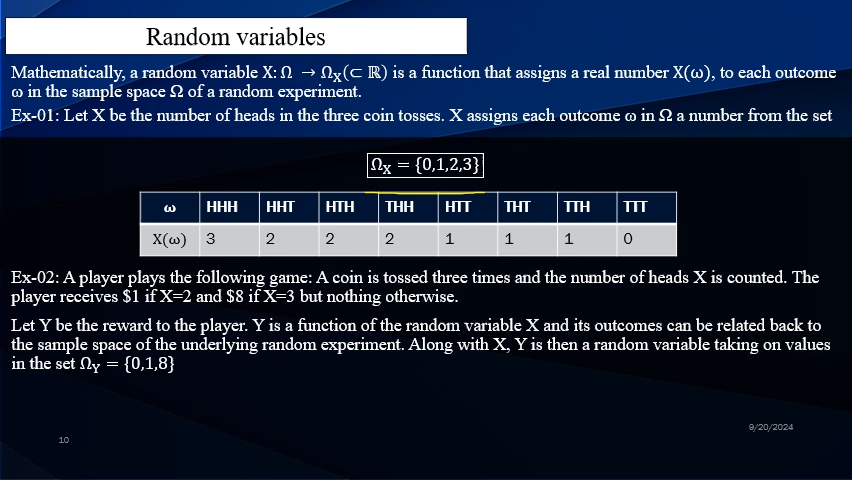 Random variables
Mathematically, a random variable X: Ω → Ω_X(⊂ ℝ) is a function that assigns a real number X(ω), to each outcome
ω in the sample space Ω of a random experiment.
Ex-01: Let X be the number of heads in the three coin tosses. X assigns each outcome ω in Ω a number from the set
Ω_X = {0,1,2,3}
ω HHH HHT HTH THH HTT THT TTH TTT
X(ω) 3 2 2 2 1 1 1 0
Ex-02: A player plays the following game: A coin is tossed three times and the number of heads X is counted. The
player receives $1 if X=2 and $8 if X=3 but nothing otherwise.
Let Y be the reward to the player. Y is a function of the random variable X and its outcomes can be related back to
the sample space of the underlying random experiment. Along with X, Y is then a random variable taking on values
in the set Ω_Y = {0,1,8}
9/20/2024
10